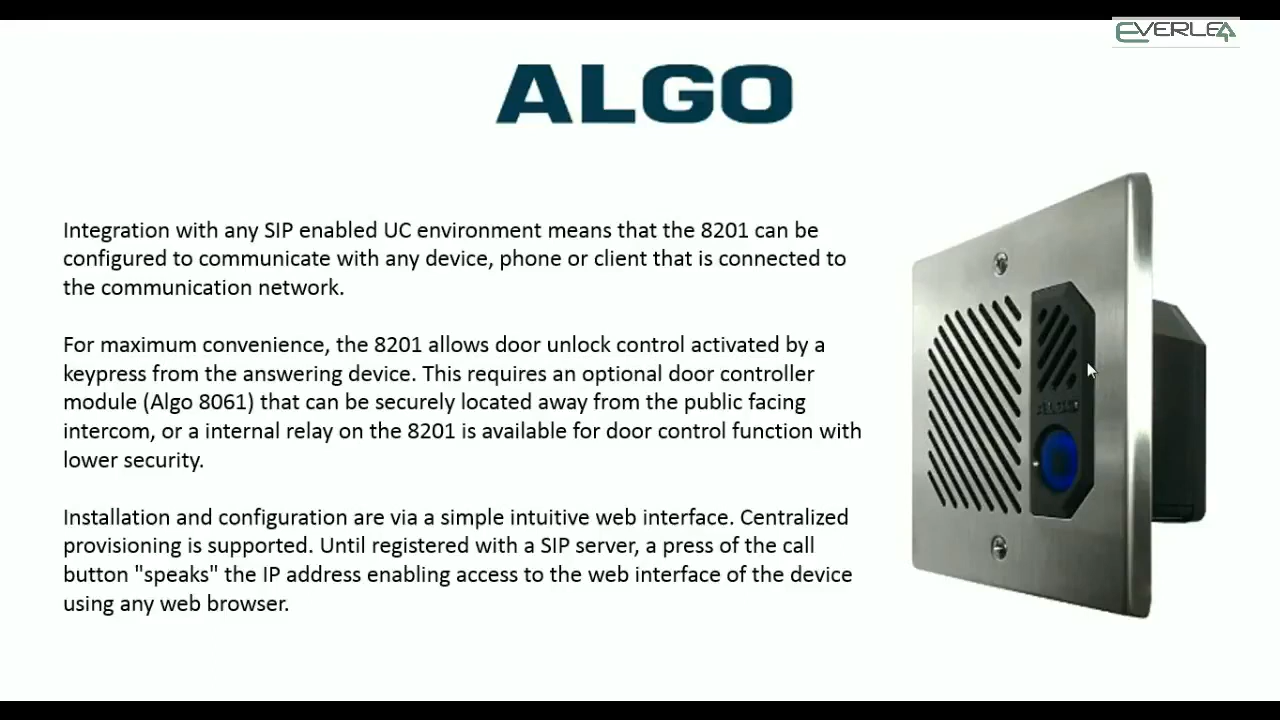 EVERLEA
ALGO
Integration with any SIP enabled UC environment means that the 8201 can be
configured to communicate with any device, phone or client that is connected to
the communication network.
For maximum convenience, the 8201 allows door unlock control activated by a
keypress from the answering device. This requires an optional door controller
module (Algo 8061) that can be securely located away from the public facing
intercom, or a internal relay on the 8201 is available for door control function with
lower security.
Installation and configuration are via a simple intuitive web interface. Centralized
provisioning is supported. Until registered with a SIP server, a press of the call
button "speaks" the IP address enabling access to the web interface of the device
using any web browser.
ALGO